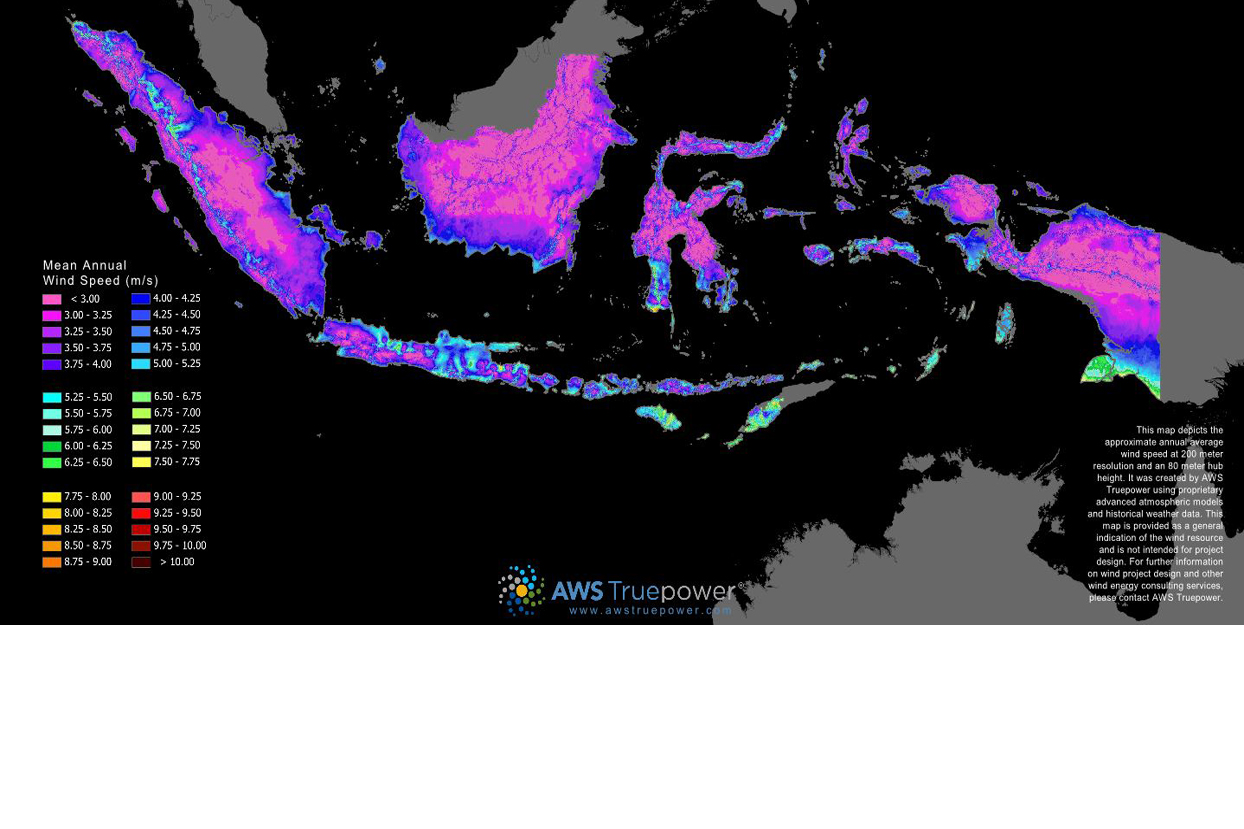 Mean Annual
Wind Speed (m/s)
< 3.00
3.00 - 3.25
3.25 - 3.50
3.50 - 3.75
3.75 - 4.00
4.00 - 4.25
4.25 - 4.50
4.50 - 4.75
4.75 - 5.00
5.00 - 5.25
5.25 - 5.50
5.50 - 5.75
5.75 - 6.00
6.00 - 6.25
6.25 - 6.50
6.50 - 6.75
6.75 - 7.00
7.00 - 7.25
7.25 - 7.50
7.50 - 7.75
7.75 - 8.00
8.00 - 8.25
8.25 - 8.50
8.50 - 8.75
8.75 - 9.00
9.00 - 9.25
9.25 - 9.50
9.50 - 9.75
9.75 - 10.00
> 10.00
This map depicts the
approximate annual average
wind speed at 200 meter
resolution and an 80 meter hub
height. It was created by AWS
Truepower using proprietary
advanced atmospheric models
and historical weather data. This
map is provided as a general
indication of the wind resource
and is not intended for project
design. For further information
on wind project design and other
wind energy consulting services,
please contact AWS Truepower.
AWS Truepower®
www.awstruepower.com